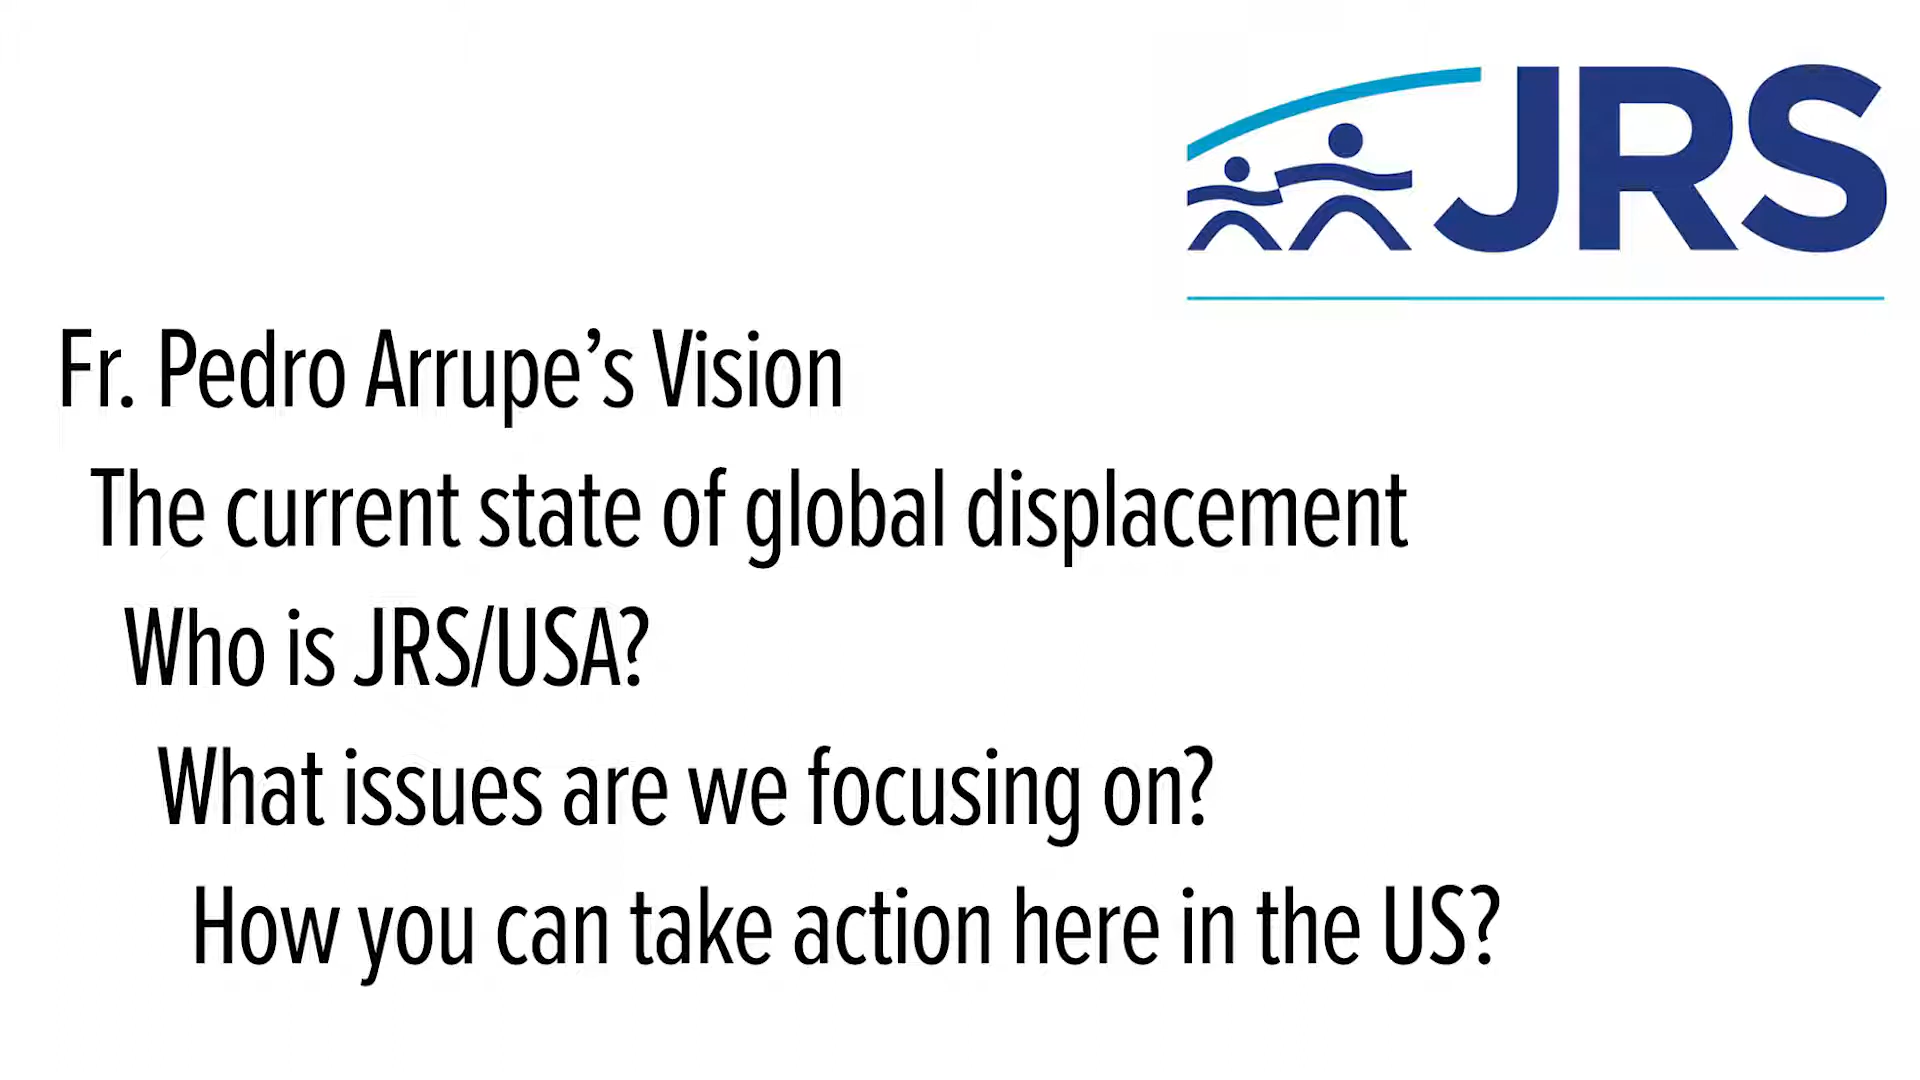 JRS
Fr. Pedro Arrupe’s Vision
The current state of global displacement
Who is JRS/USA?
What issues are we focusing on?
How you can take action here in the US?